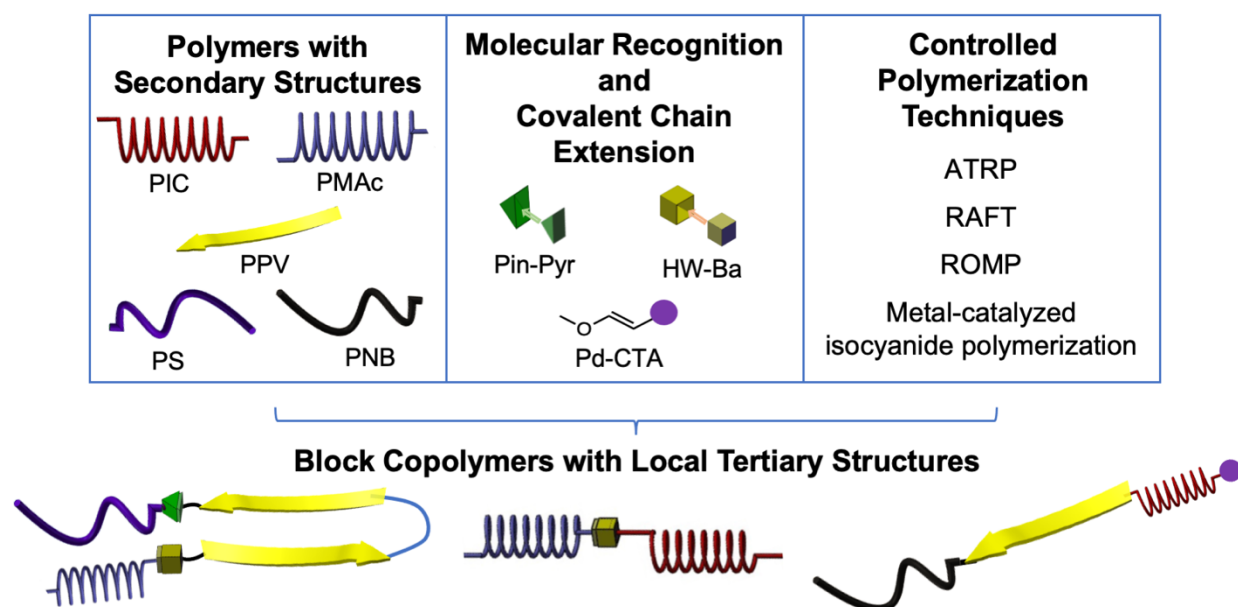 Polymers with
Secondary Structures
PIC
PMAc
PPV
PS
PNB
Molecular Recognition
and
Covalent Chain
Extension
Pin-Pyr
HW-Ba
O
Pd-CTA
Controlled
Polymerization
Techniques
ATRP
RAFT
ROMP
Metal-catalyzed
isocyanide polymerization
Block Copolymers with Local Tertiary Structures